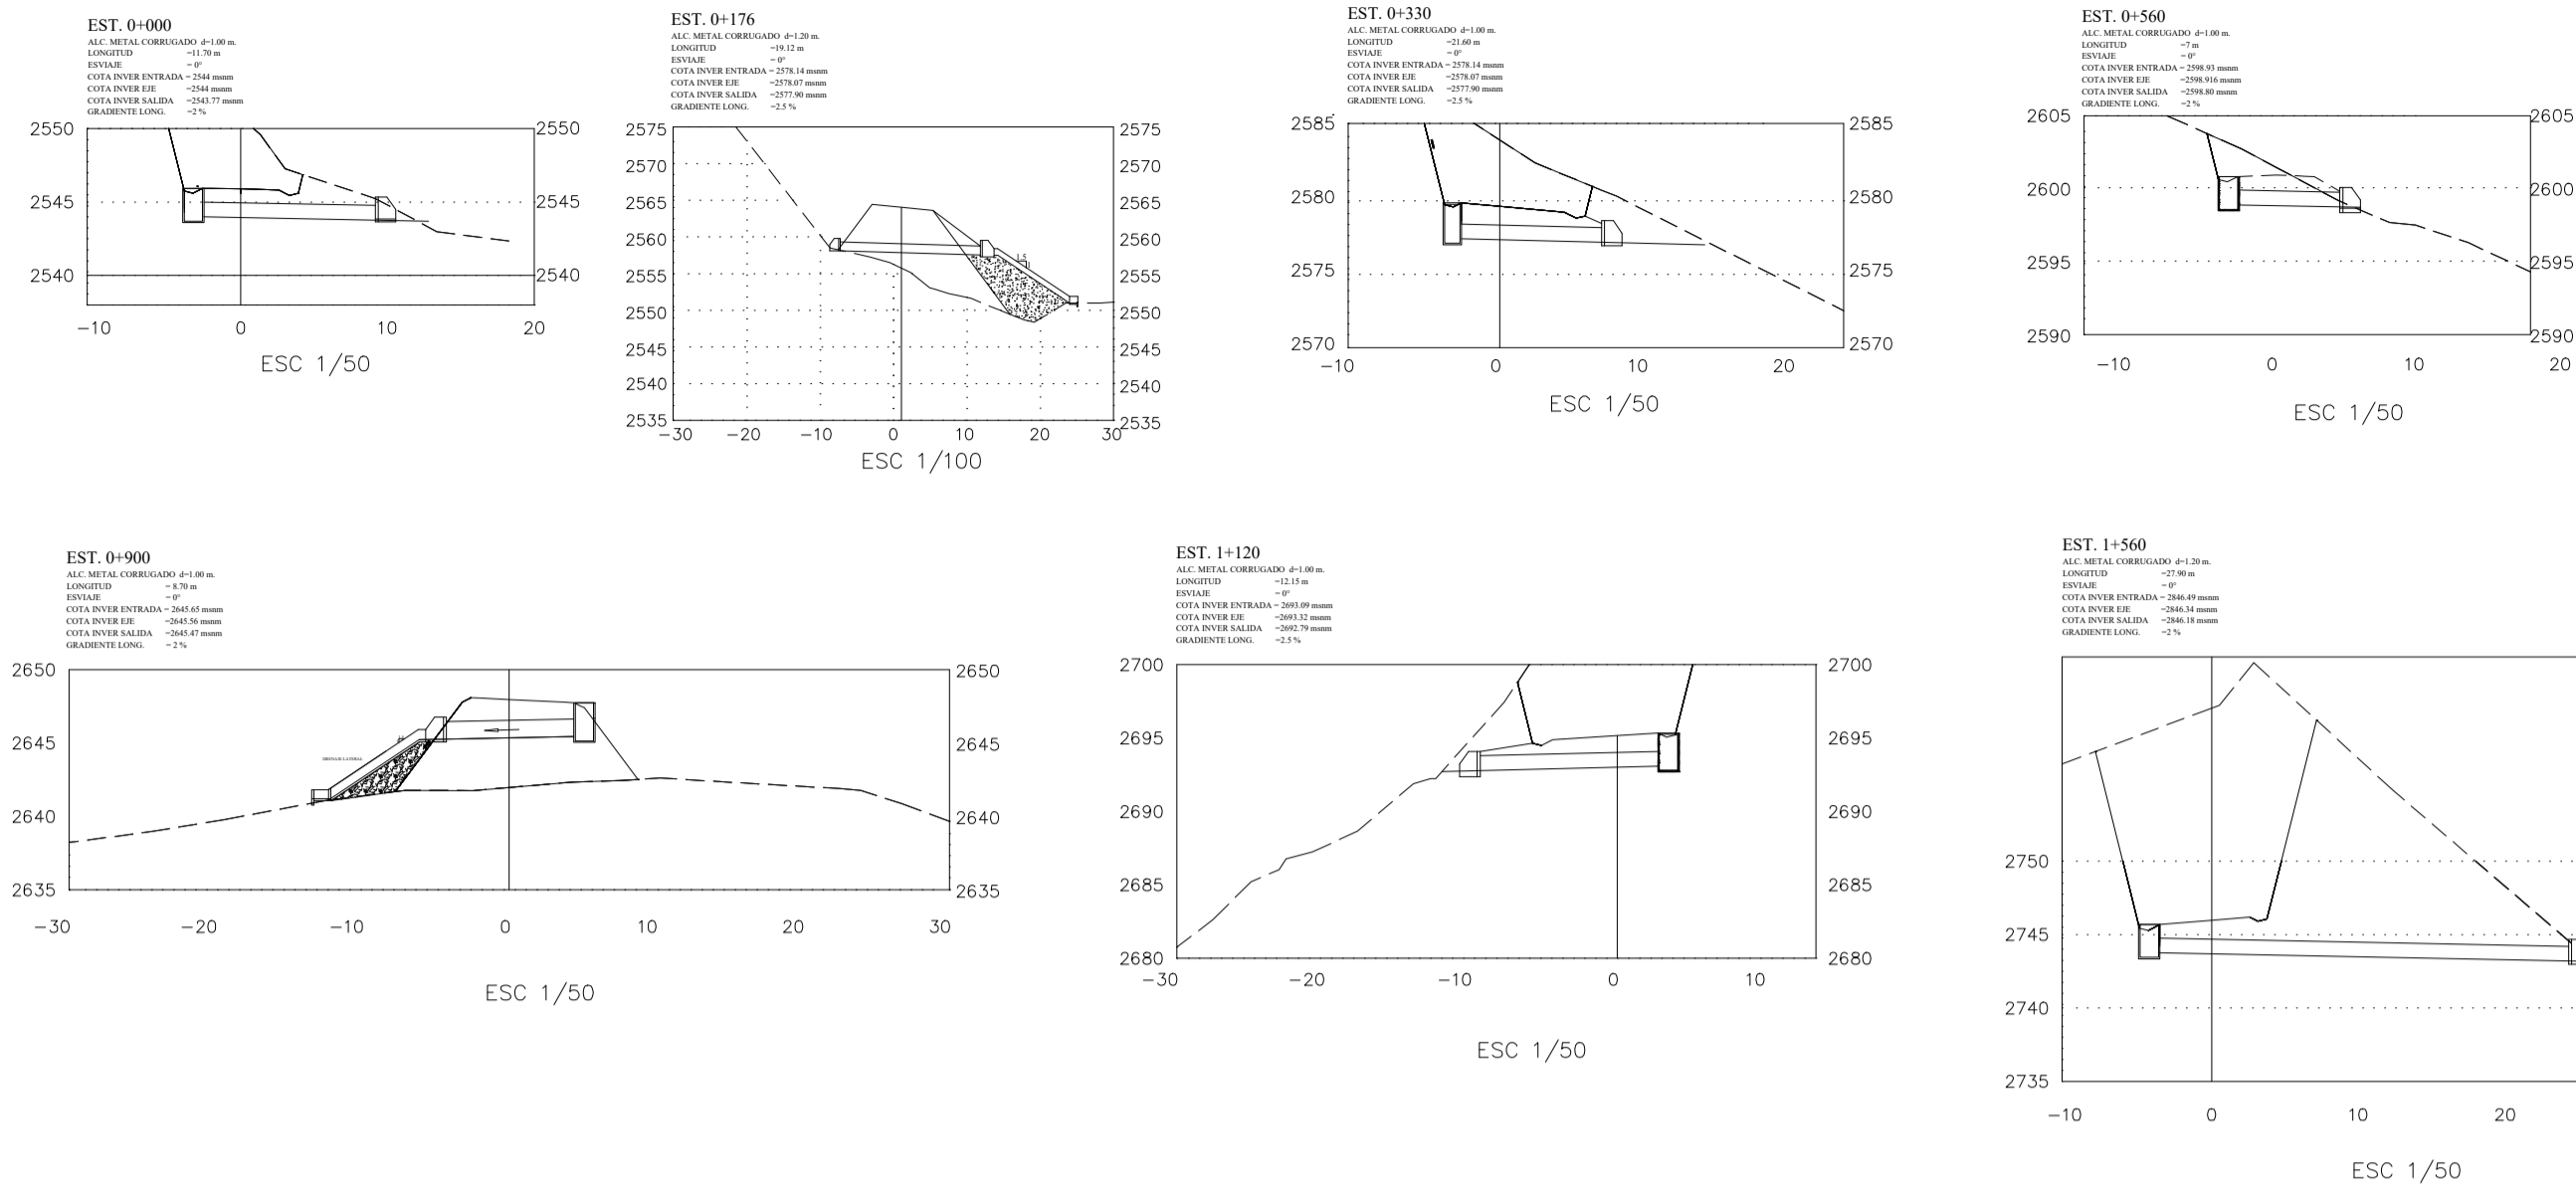 EST. 0+000
ALC. METAL CORRUGADO d=1.00 m.
LONGITUD =11.70 m
ESVIAJE = 0°
COTA INVER ENTRADA = 2544 msnm
COTA INVER EJE =2544 msnm
COTA INVER SALIDA =2543.77 msnm
GRADIENTE LONG. =2 %
2550 2550
2545 2545
2540 2540
-10 0 10 20
ESC 1/50
EST. 0+176
ALC. METAL CORRUGADO d=1.20 m.
LONGITUD =19.12 m
ESVIAJE = 0°
COTA INVER ENTRADA = 2578.14 msnm
COTA INVER EJE =2578.07 msnm
COTA INVER SALIDA =2577.90 msnm
GRADIENTE LONG. =2.5 %
2575 2575
2570 2570
2565 2565
2560 2560
2555 2555
2550 2550
2545 2545
2540 2540
2535 2535
-30 -20 -10 0 10 20 30
ESC 1/100
EST. 0+330
ALC. METAL CORRUGADO d=1.00 m.
LONGITUD =21.60 m
ESVIAJE = 0°
COTA INVER ENTRADA = 2578.14 msnm
COTA INVER EJE =2578.07 msnm
COTA INVER SALIDA =2577.90 msnm
GRADIENTE LONG. =2.5 %
2585 2585
2580 2580
2575 2575
2570 2570
-10 0 10 20
ESC 1/50
EST. 0+560
ALC. METAL CORRUGADO d=1.00 m.
LONGITUD =7 m
ESVIAJE = 0°
COTA INVER ENTRADA = 2598.93 msnm
COTA INVER EJE =2598.916 msnm
COTA INVER SALIDA =2598.80 msnm
GRADIENTE LONG. =2 %
2605 2605
2600 2600
2595 2595
2590 2590
-10 0 10 20
ESC 1/50
EST. 0+900
ALC. METAL CORRUGADO d=1.00 m.
LONGITUD = 8.70 m
ESVIAJE = 0°
COTA INVER ENTRADA = 2645.65 msnm
COTA INVER EJE =2645.56 msnm
COTA INVER SALIDA =2645.47 msnm
GRADIENTE LONG. = 2 %
2650 2650
2645 2645
DRENAJE LATERAL
2640 2640
2635 2635
-30 -20 -10 0 10 20 30
ESC 1/50
EST. 1+120
ALC. METAL CORRUGADO d=1.00 m.
LONGITUD =12.15 m
ESVIAJE = 0°
COTA INVER ENTRADA = 2693.09 msnm
COTA INVER EJE =2693.32 msnm
COTA INVER SALIDA =2692.79 msnm
GRADIENTE LONG. =2.5 %
2700 2700
2695 2695
2690 2690
2685 2685
2680 2680
-30 -20 -10 0 10
ESC 1/50
EST. 1+560
ALC. METAL CORRUGADO d=1.20 m.
LONGITUD =27.90 m
ESVIAJE = 0°
COTA INVER ENTRADA = 2846.49 msnm
COTA INVER EJE =2846.34 msnm
COTA INVER SALIDA =2846.18 msnm
GRADIENTE LONG. =2 %
2750
2745
2740
2735
-10 0 10 20
ESC 1/50